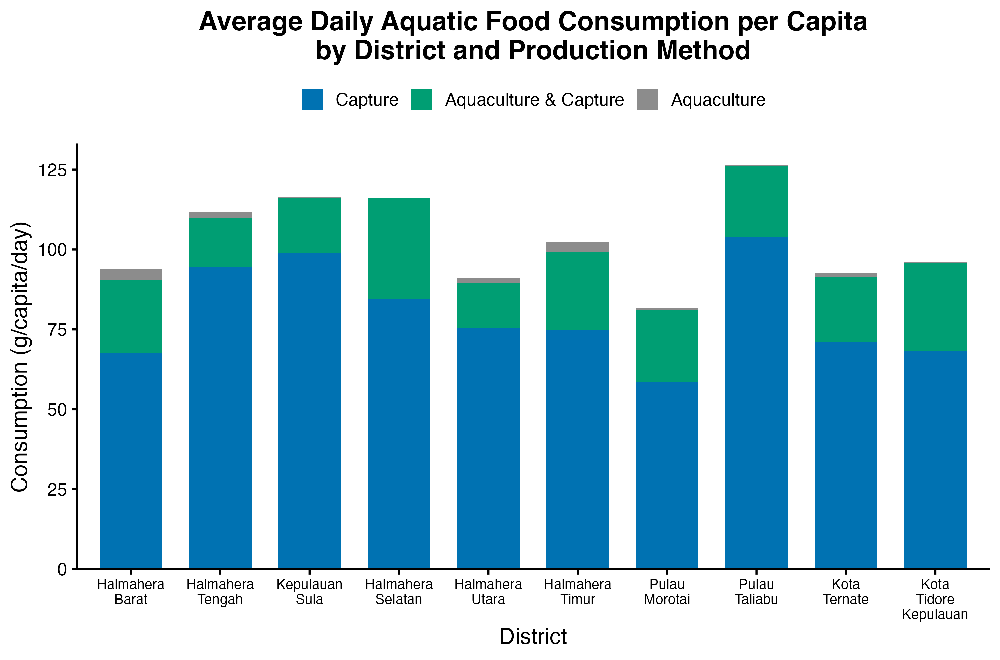 Average Daily Aquatic Food Consumption per Capita
by District and Production Method
Capture
Aquaculture & Capture
Aquaculture
Consumption (g/capita/day)
125
100
75
50
25
0
Halmahera
Barat
Halmahera
Tengah
Kepulauan
Sula
Halmahera
Selatan
Halmahera
Utara
Halmahera
Timur
Pulau
Morotai
Pulau
Taliabu
Kota
Ternate
Kota
Tidore
Kepulauan
District